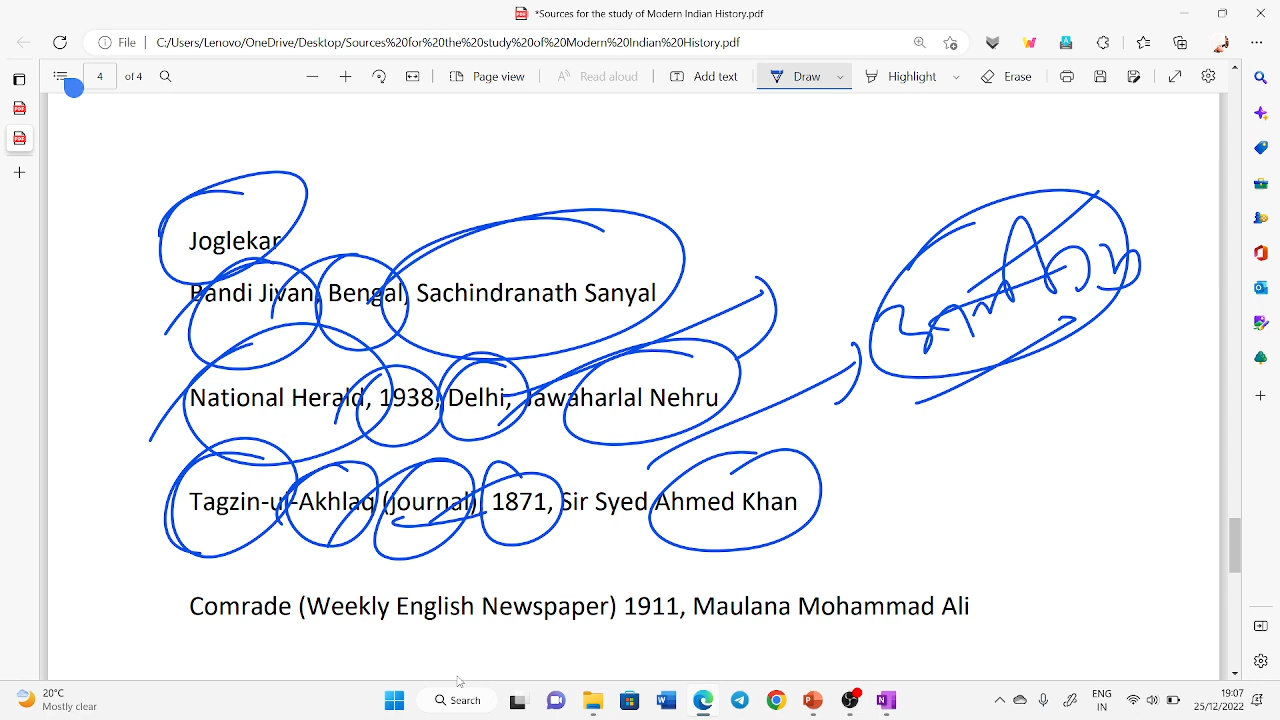 *Sources for the study of Modern Indian History.pdf
File | C:/Users/Lenovo/OneDrive/Desktop/Sources%20for%20the%20study%20of%20Modern%20Indian%20History.pdf
4 of 4 Page view Read aloud Add text Draw Highlight Erase
Joglekar
Bandi Jivan, Bengal, Sachindranath Sanyal
National Herald, 1938, Delhi, Jawaharlal Nehru
Tagzin-ul-Akhlaq (journal), 1871, Sir Syed Ahmed Khan
Comrade (Weekly English Newspaper) 1911, Maulana Mohammad Ali
20°C
Mostly clear
Search
ENG
IN
19:07
25/12/2022